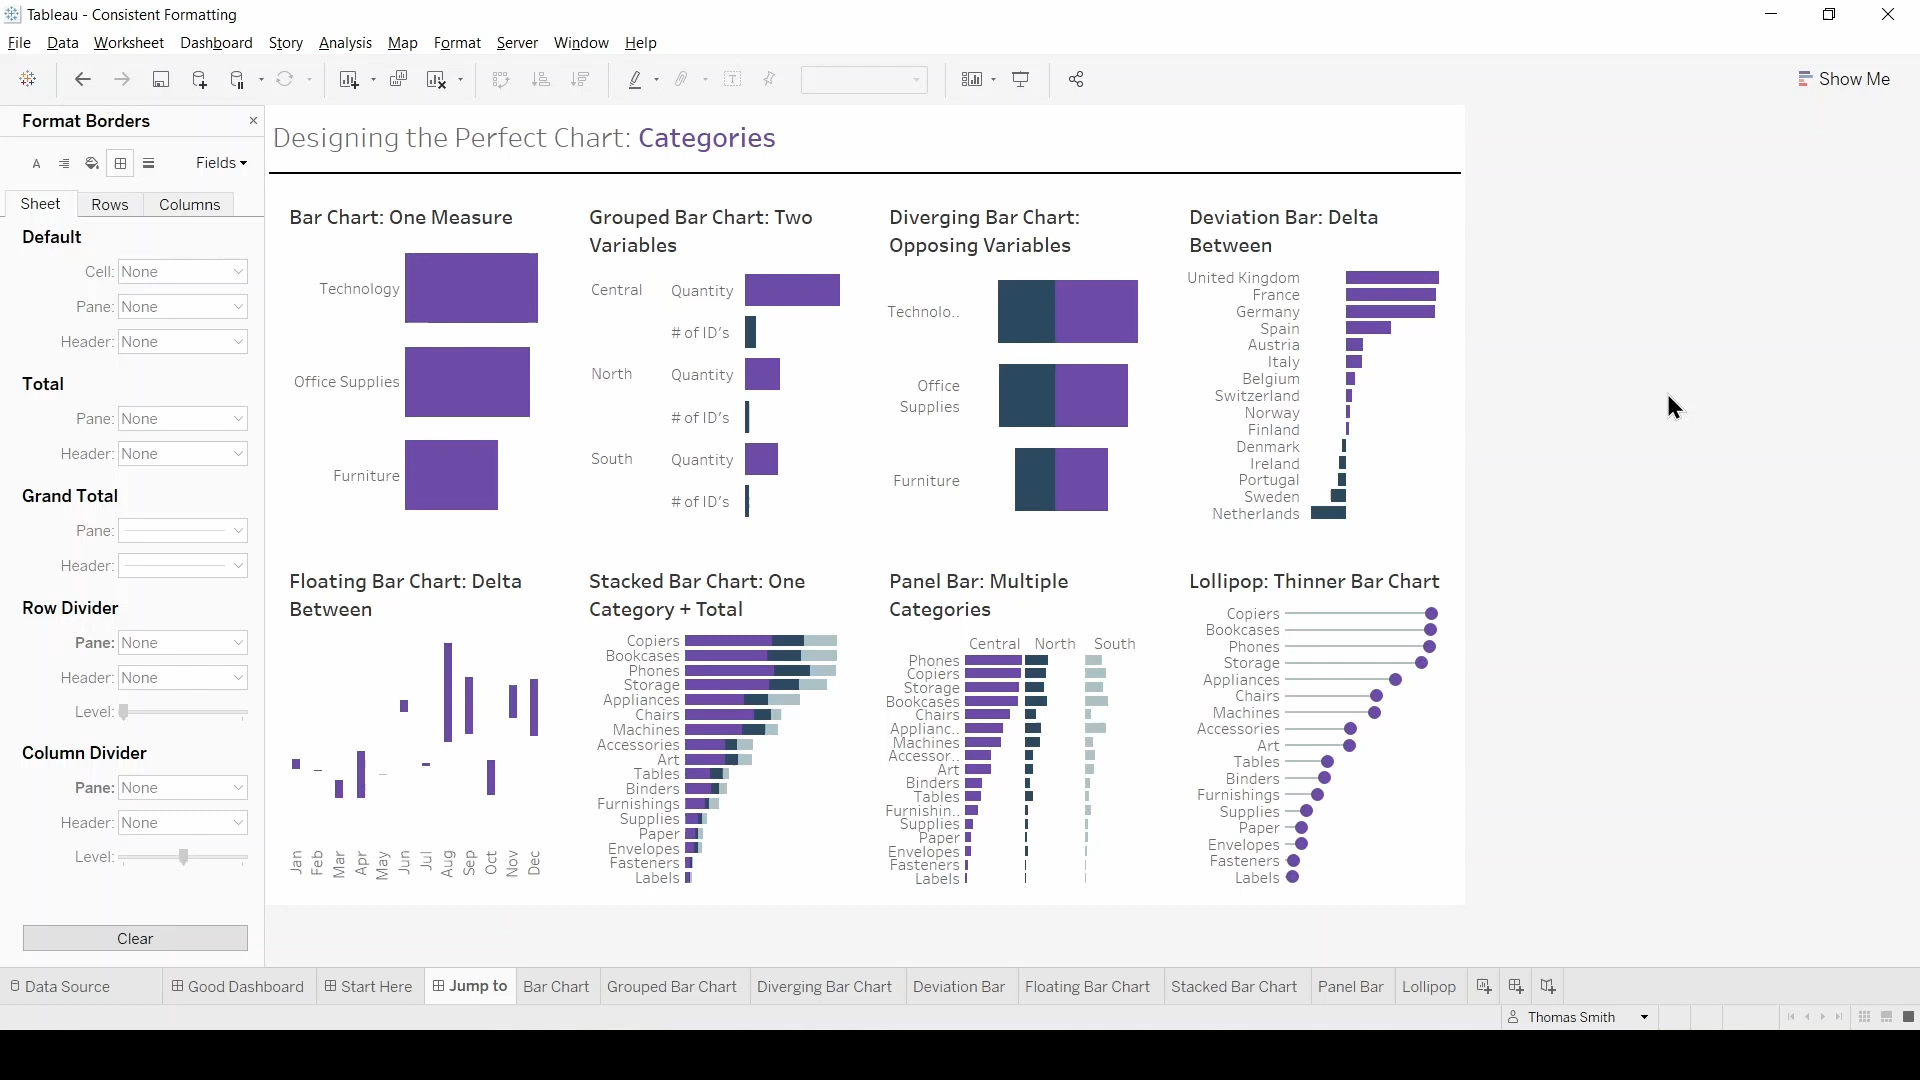 Tableau - Consistent Formatting
File Data Worksheet Dashboard Story Analysis Map Format Server Window Help
Show Me
Format Borders
Fields
Sheet Rows Columns
Default
Cell: None
Pane: None
Header: None
Total
Pane: None
Header: None
Grand Total
Pane:
Header:
Row Divider
Pane: None
Header: None
Level:
Column Divider
Pane: None
Header: None
Level:
Clear
Designing the Perfect Chart: Categories
Bar Chart: One Measure
Technology
Office Supplies
Furniture
Grouped Bar Chart: Two
Variables
Central Quantity
# of ID's
North Quantity
# of ID's
South Quantity
# of ID's
Diverging Bar Chart:
Opposing Variables
Technolo..
Office
Supplies
Furniture
Deviation Bar: Delta
Between
United Kingdom
France
Germany
Spain
Austria
Italy
Belgium
Switzerland
Norway
Finland
Denmark
Ireland
Portugal
Sweden
Netherlands
Floating Bar Chart: Delta
Between
Jan Feb Mar Apr May Jun Jul Aug Sep Oct Nov Dec
Stacked Bar Chart: One
Category + Total
Copiers
Bookcases
Phones
Storage
Appliances
Chairs
Machines
Accessories
Art
Tables
Binders
Furnishings
Supplies
Paper
Envelopes
Fasteners
Labels
Panel Bar: Multiple
Categories
Central North South
Phones
Copiers
Storage
Bookcases
Chairs
Applianc..
Machines
Accessor..
Art
Binders
Tables
Furnishin..
Supplies
Paper
Envelopes
Fasteners
Labels
Lollipop: Thinner Bar Chart
Copiers
Bookcases
Phones
Storage
Appliances
Chairs
Machines
Accessories
Art
Tables
Binders
Furnishings
Supplies
Paper
Envelopes
Fasteners
Labels
Data Source Good Dashboard Start Here Jump to Bar Chart Grouped Bar Chart Diverging Bar Chart Deviation Bar Floating Bar Chart Stacked Bar Chart Panel Bar Lollipop
Thomas Smith